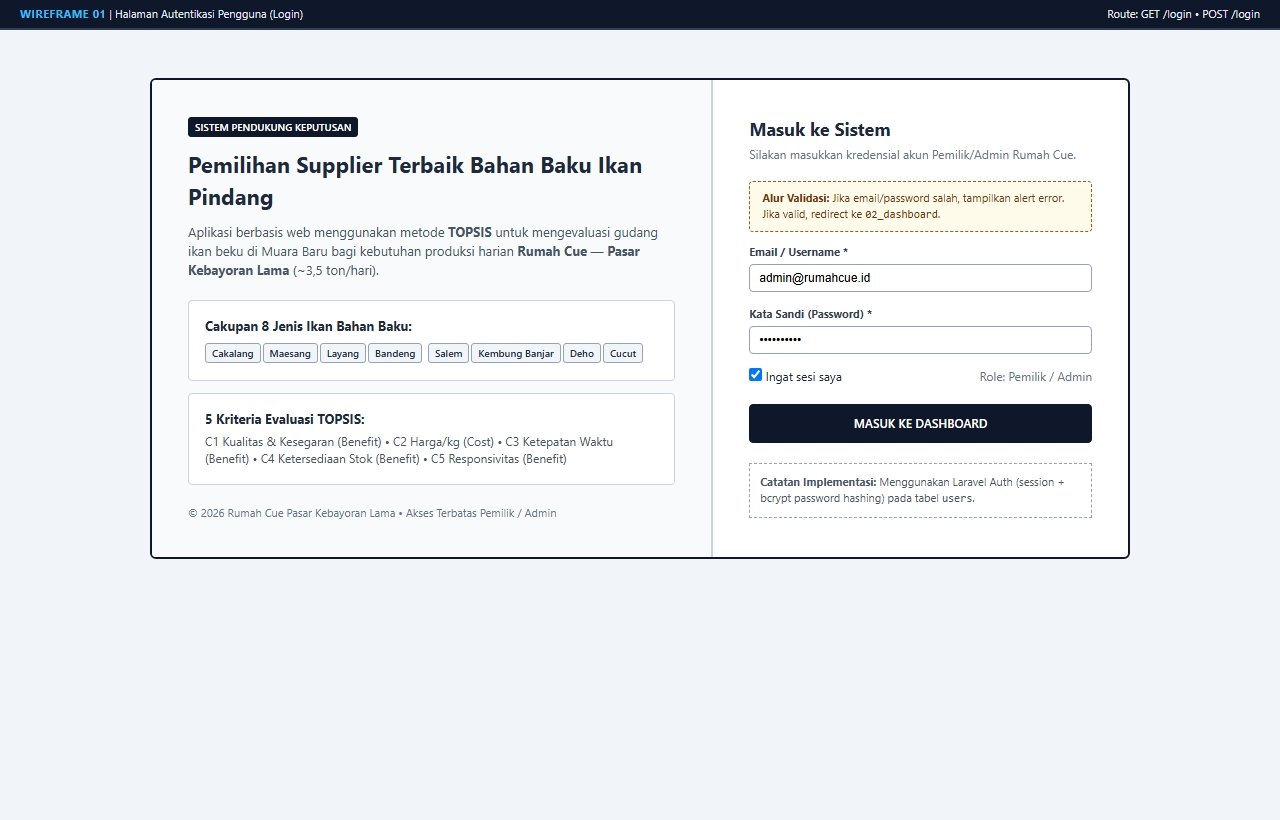 WIREFRAME 01 | Halaman Autentikasi Pengguna (Login)
Route: GET /login • POST /login
SISTEM PENDUKUNG KEPUTUSAN
Pemilihan Supplier Terbaik Bahan Baku Ikan
Pindang
Aplikasi berbasis web menggunakan metode TOPSIS untuk mengevaluasi gudang
ikan beku di Muara Baru bagi kebutuhan produksi harian Rumah Cue — Pasar
Kebayoran Lama (~3,5 ton/hari).
Cakupan 8 Jenis Ikan Bahan Baku:
Cakalang Maesang Layang Bandeng Salem Kembung Banjar Deho Cucut
5 Kriteria Evaluasi TOPSIS:
C1 Kualitas & Kesegaran (Benefit) • C2 Harga/kg (Cost) • C3 Ketepatan Waktu
(Benefit) • C4 Ketersediaan Stok (Benefit) • C5 Responsivitas (Benefit)
© 2026 Rumah Cue Pasar Kebayoran Lama • Akses Terbatas Pemilik / Admin
Masuk ke Sistem
Silakan masukkan kredensial akun Pemilik/Admin Rumah Cue.
Alur Validasi: Jika email/password salah, tampilkan alert error.
Jika valid, redirect ke 02_dashboard.
Email / Username *
admin@rumahcue.id
Kata Sandi (Password) *
••••••••••
Ingat sesi saya
Role: Pemilik / Admin
MASUK KE DASHBOARD
Catatan Implementasi: Menggunakan Laravel Auth (session +
bcrypt password hashing) pada tabel users.